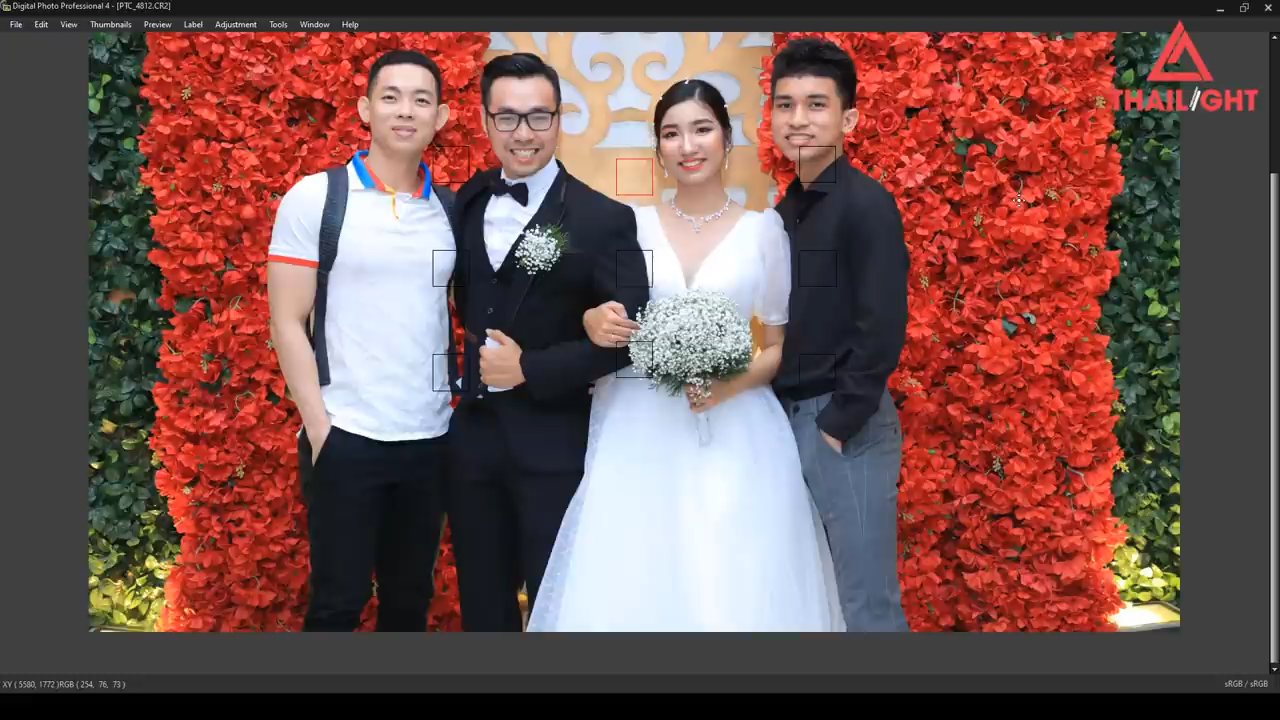 Digital Photo Professional 4 - [PTC_4812.CR2]
File Edit View Thumbnails Preview Label Adjustment Tools Window Help
THAILIGHT
XY ( 5580, 1772 )RGB ( 254, 76, 73 )
sRGB / sRGB